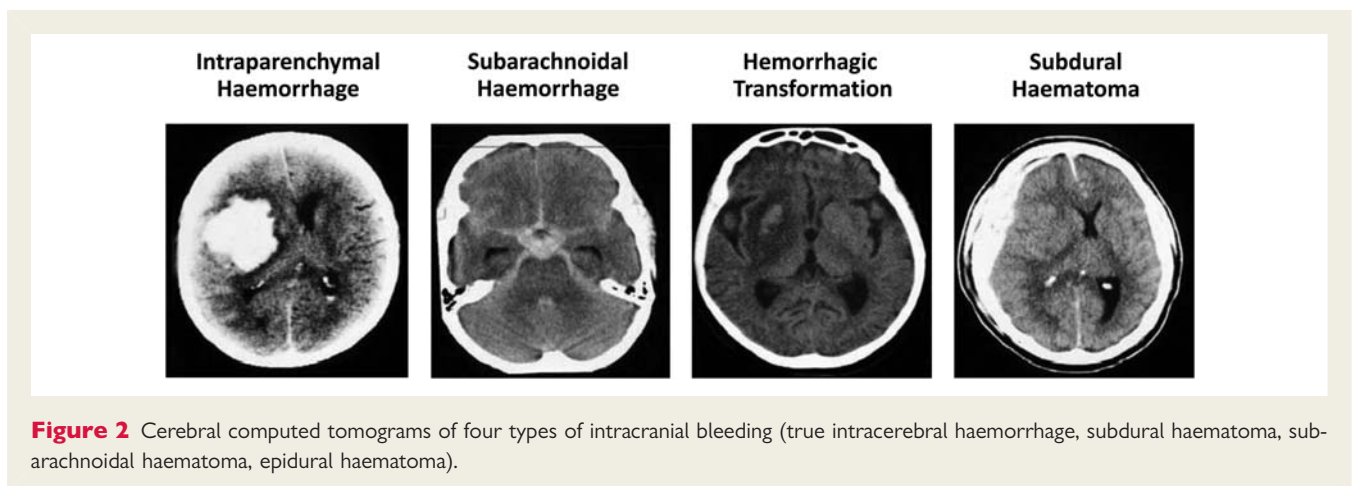 Intraparenchymal
Haemorrhage
Subarachnoidal
Haemorrhage
Hemorrhagic
Transformation
Subdural
Haematoma
Figure 2 Cerebral computed tomograms of four types of intracranial bleeding (true intracerebral haemorrhage, subdural haematoma, sub-
arachnoidal haematoma, epidural haematoma).